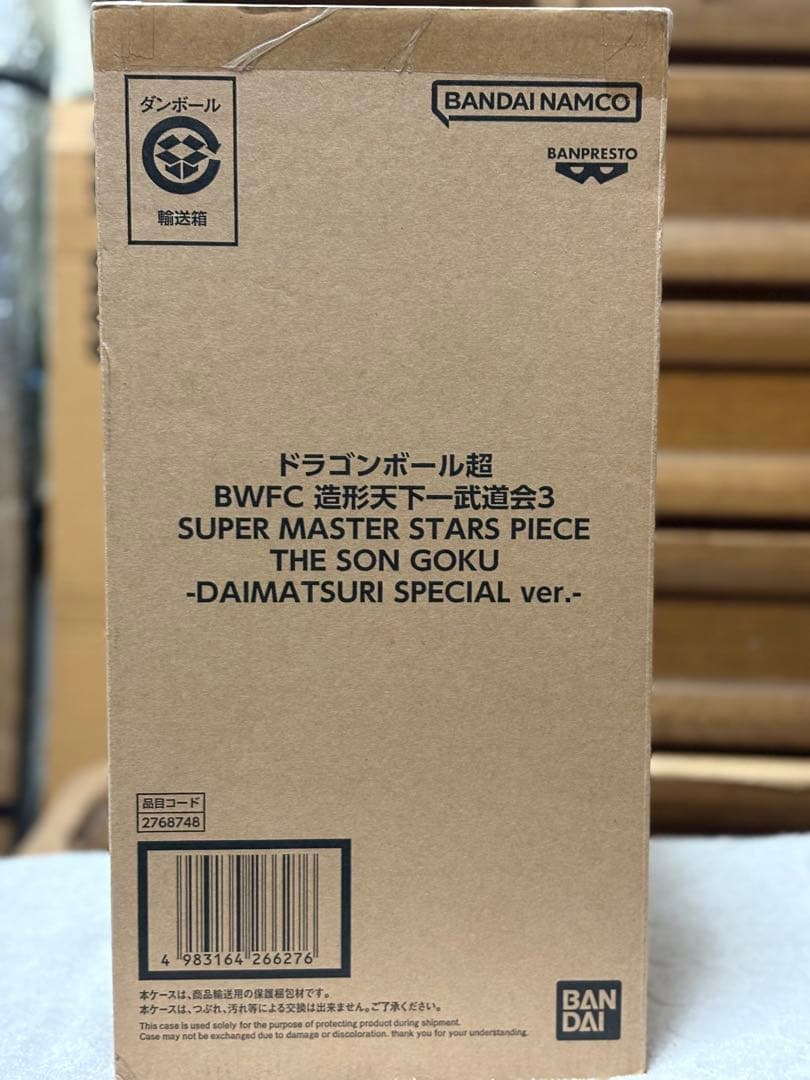 ダンボール
輸送箱
BANDAI NAMCO
BANPRESTO
ドラゴンボール超
BWFC 造形天下一武道会3
SUPER MASTER STARS PIECE
THE SON GOKU
-DAIMATSURI SPECIAL ver.-
品目コード
2768748
4 983164 266276
本ケースは、商品輸送用の保護梱包材です。
本ケースは、つぶれ、汚れ等による交換は出来ません。ご了承ください。
This case is used solely for the purpose of protecting product during shipment.
Case may not be exchanged due to damage or discoloration. thank you for your understanding.
BAN
DAI